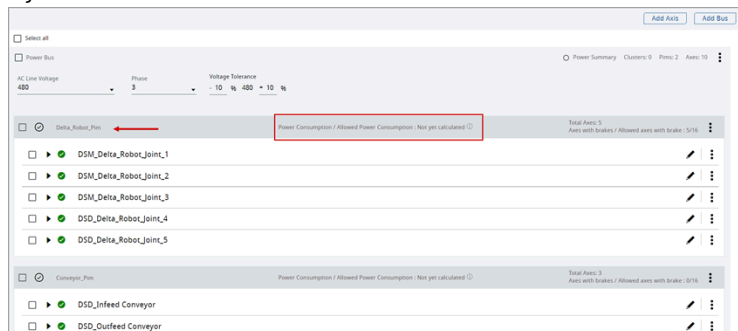 Add Axis Add Bus
Select all
Power Bus Power Summary Clusters: 0 Pims: 2 Axes: 10
AC Line Voltage Phase Voltage Tolerance
480 3 - 10 % 480 + 10 %
Delta_Robot_Pim Power Consumption / Allowed Power Consumption : Not yet calculated Total Axes: 5
Axes with brakes / Allowed axes with brake : 5/16
DSM_Delta_Robot_Joint_1
DSM_Delta_Robot_Joint_2
DSM_Delta_Robot_Joint_3
DSD_Delta_Robot_Joint_4
DSD_Delta_Robot_Joint_5
Conveyor_Pim Power Consumption / Allowed Power Consumption : Not yet calculated Total Axes: 3
Axes with brakes / Allowed axes with brake : 0/16
DSD_Infeed Conveyor
DSD_Outfeed Conveyor